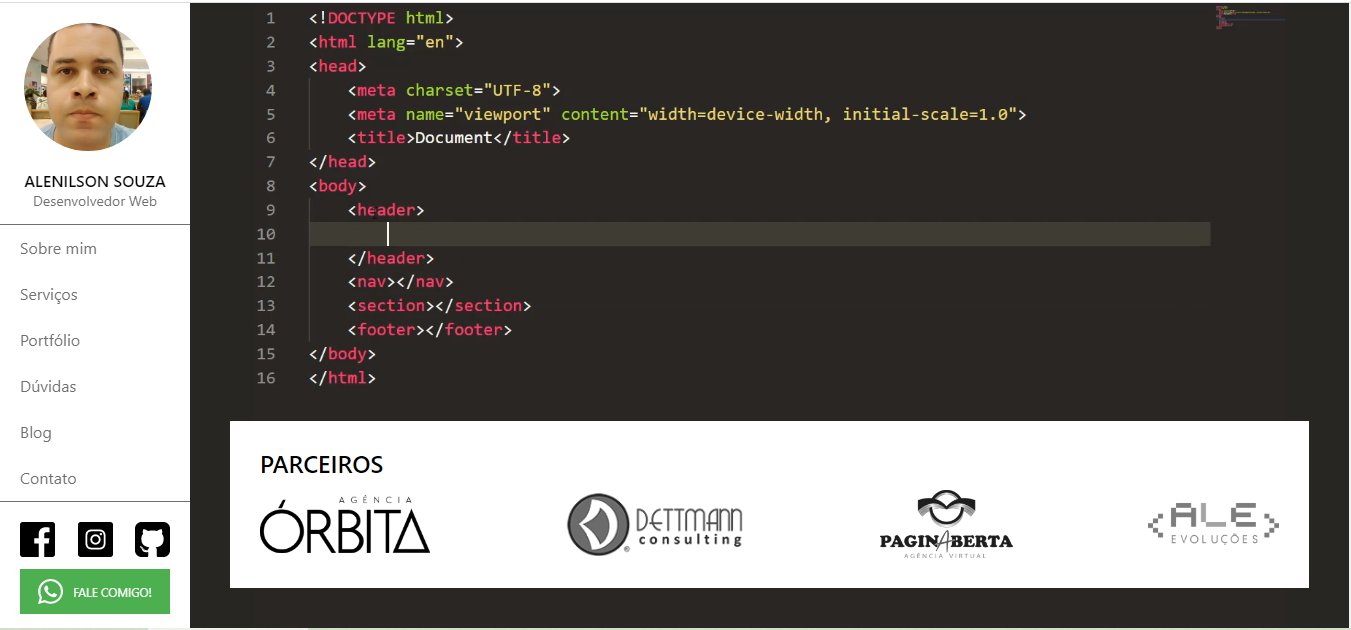 ALENILSON SOUZA
Desenvolvedor Web
Sobre mim
Serviços
Portfólio
Dúvidas
Blog
Contato
FALE COMIGO!
1 <!DOCTYPE html>
2 <html lang="en">
3 <head>
4 <meta charset="UTF-8">
5 <meta name="viewport" content="width=device-width, initial-scale=1.0">
6 <title>Document</title>
7 </head>
8 <body>
9 <header>
10
11 </header>
12 <nav></nav>
13 <section></section>
14 <footer></footer>
15 </body>
16 </html>
PARCEIROS
AGÊNCIA
ÓRBITA
DETTMANN
consulting
PAGINABERTA
AGÊNCIA VIRTUAL
ALE
EVOLUÇÕES